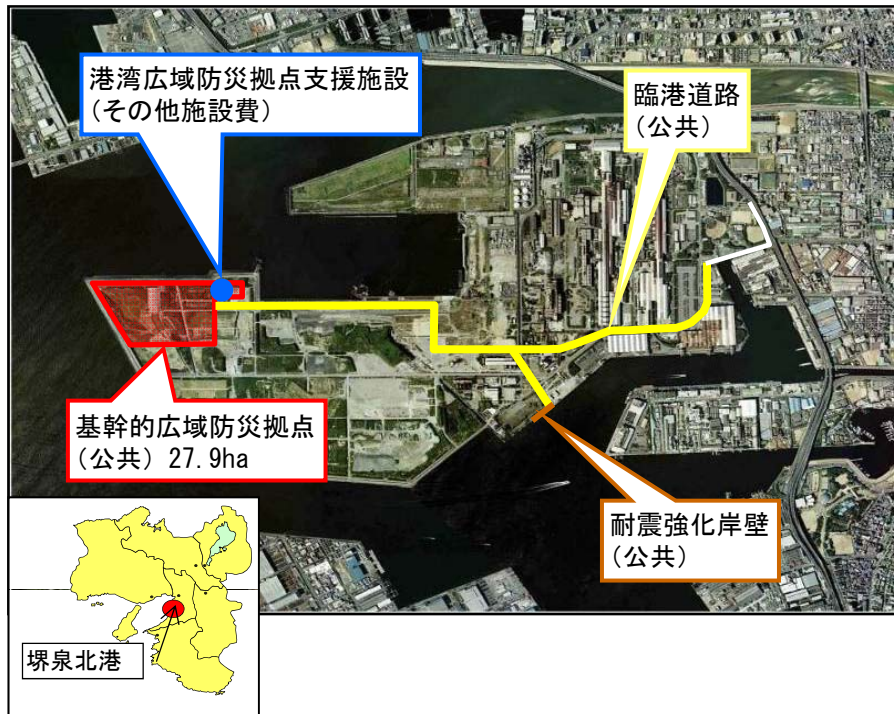 港湾広域防災拠点支援施設
(その他施設費)
臨港道路
(公共)
基幹的広域防災拠点
(公共) 27.9ha
耐震強化岸壁
(公共)
堺泉北港